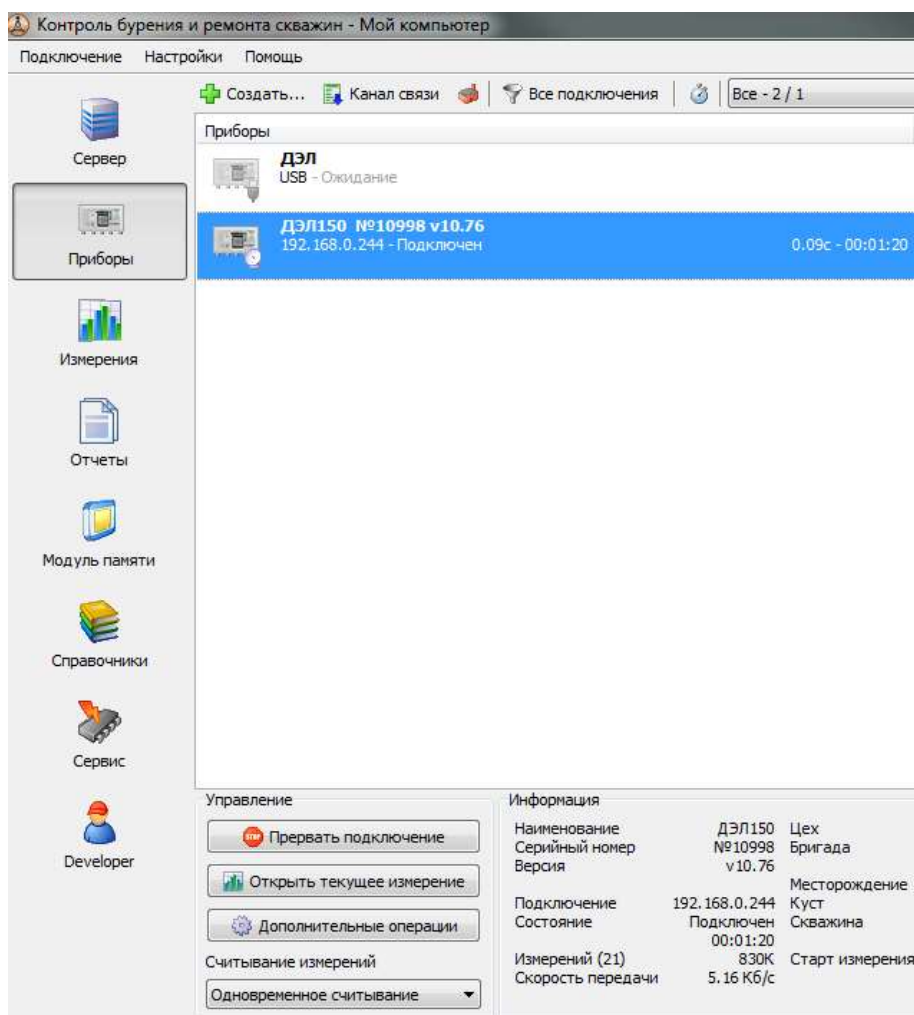 Контроль бурения и ремонта скважин - Мой компьютер
Подключение Настройки Помощь
Создать... Канал связи Все подключения Все - 2 / 1
Сервер
Приборы
Измерения
Отчеты
Модуль памяти
Справочники
Сервис
Developer
Приборы
ДЭЛ
USB - Ожидание
ДЭЛ150 №10998 v10.76
192.168.0.244 - Подключен 0.09с - 00:01:20
Управление
Прервать подключение
Открыть текущее измерение
Дополнительные операции
Считывание измерений
Одновременное считывание
Информация
Наименование ДЭЛ150 Цех
Серийный номер №10998 Бригада
Версия v10.76
Месторождение
Подключение 192.168.0.244 Куст
Состояние Подключен Скважина
00:01:20
Измерений (21) 830К Старт измерения
Скорость передачи 5.16 Кб/с